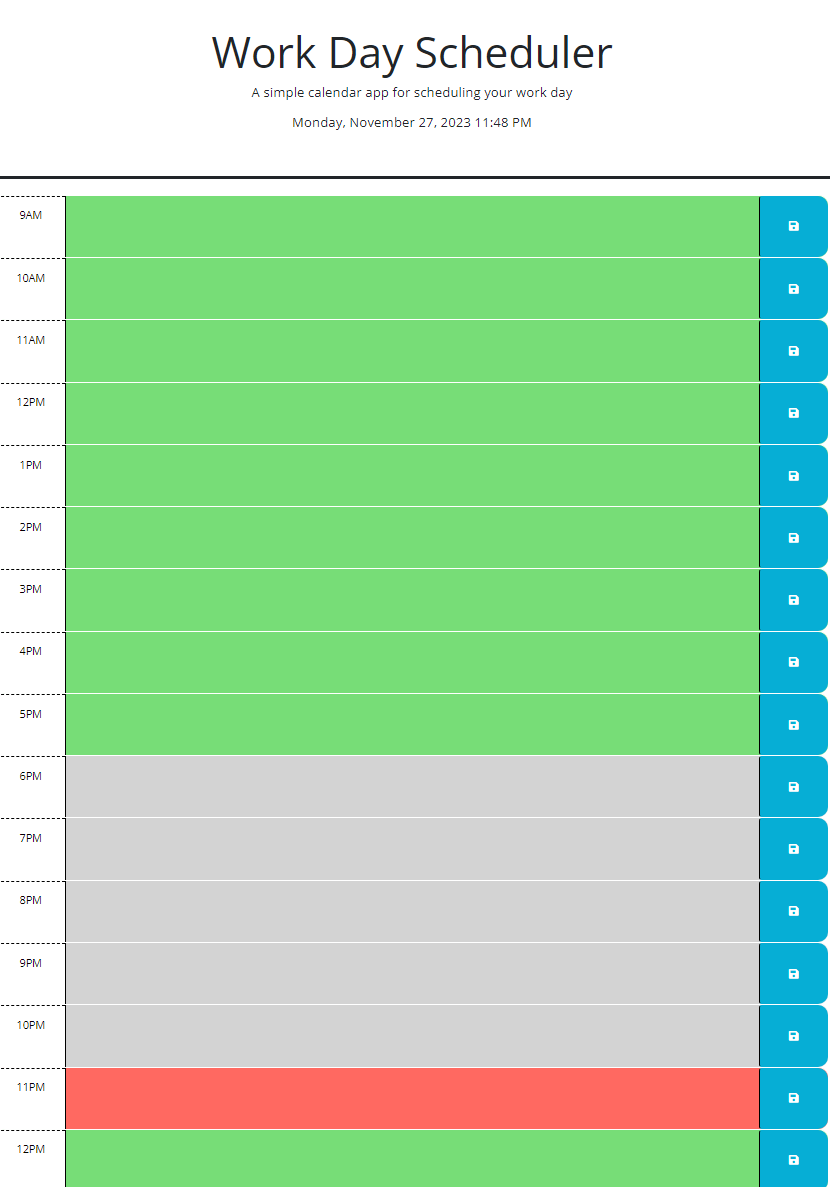 Work Day Scheduler
A simple calendar app for scheduling your work day
Monday, November 27, 2023 11:48 PM
9AM
10AM
11AM
12PM
1PM
2PM
3PM
4PM
5PM
6PM
7PM
8PM
9PM
10PM
11PM
12PM